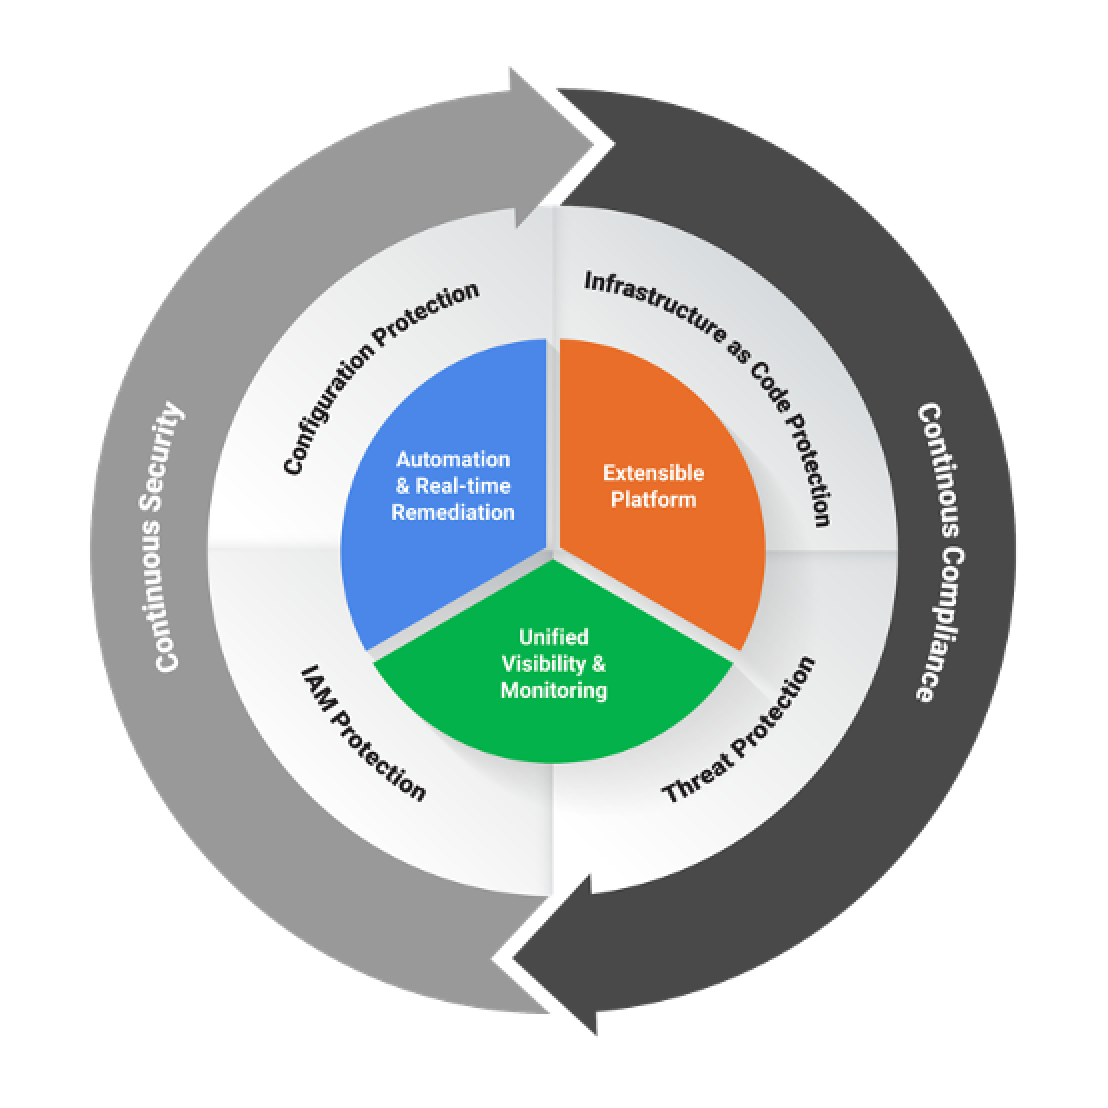 Continuous Security
Continous Compliance
Configuration Protection
Infrastructure as Code Protection
IAM Protection
Threat Protection
Automation
& Real-time
Remediation
Extensible
Platform
Unified
Visibility &
Monitoring